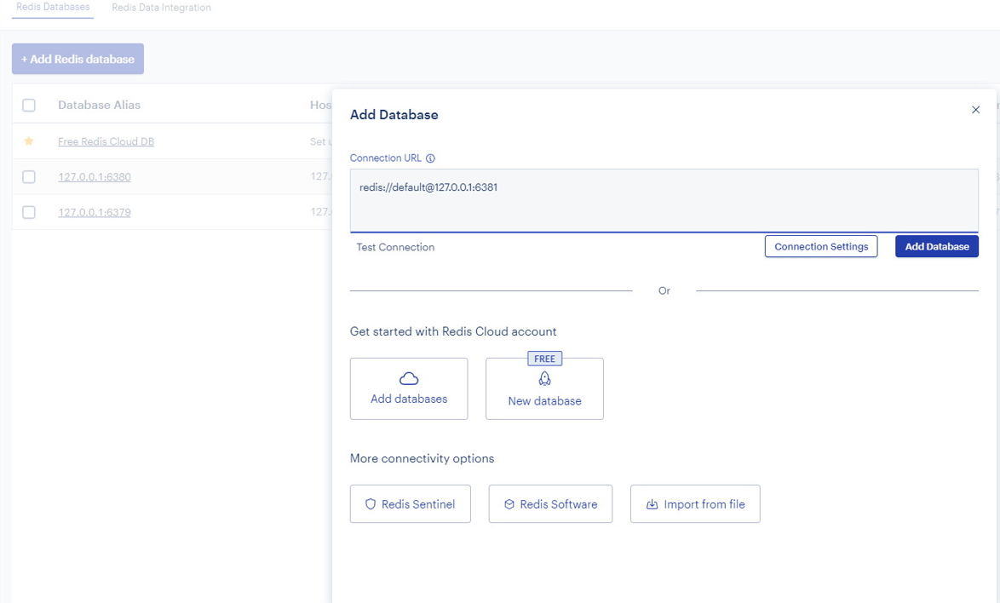 Redis Databases Redis Data Integration
+ Add Redis database
Database Alias Hos
Free Redis Cloud DB Set u
127.0.0.1:6380 127.
127.0.0.1:6379 127.
Add Database
Connection URL
redis://default@127.0.0.1:6381
Test Connection Connection Settings Add Database
Or
Get started with Redis Cloud account
Add databases
FREE
New database
More connectivity options
Redis Sentinel Redis Software Import from file